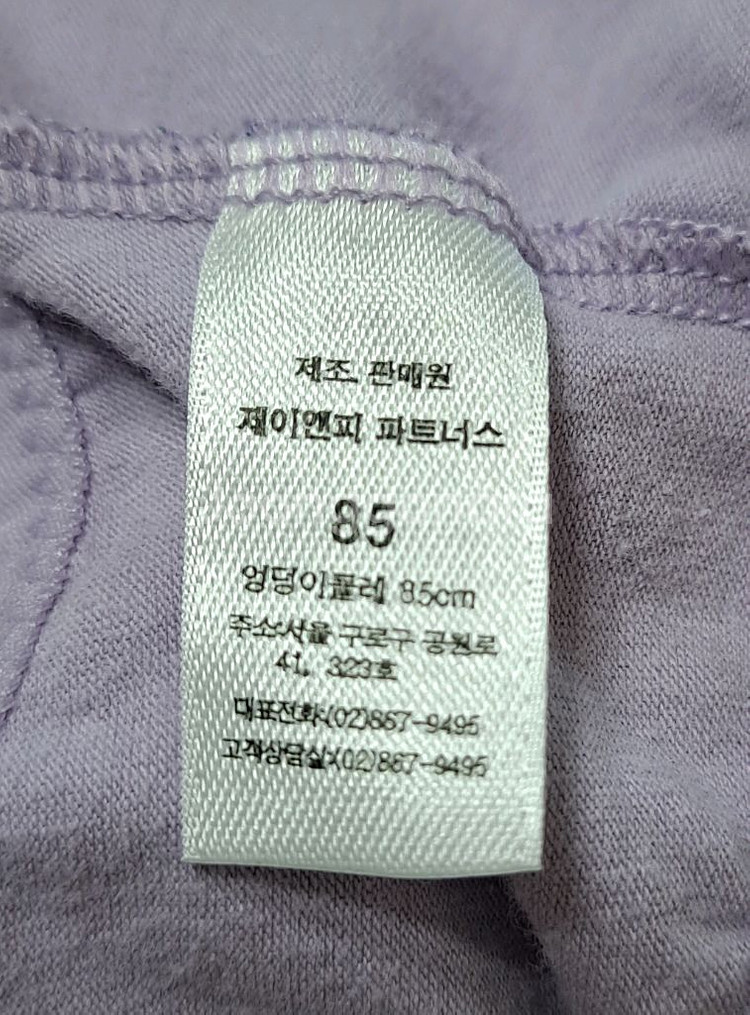 제조 판매원
제이앤피 파트너스
85
엉덩이둘레 85cm
주소:서울 구로구 공원로
41, 323호
대표전화:(02)867-9495
고객상담실:(02)867-9495